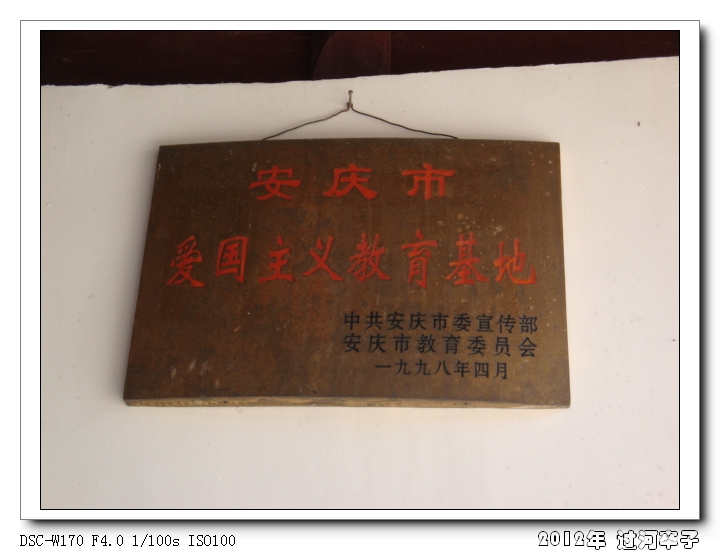 安庆市
爱国主义教育基地
中共安庆市委宣传部
安庆市教育委员会
一九九八年四月
DSC-W170 F4.0 1/100s ISO100
2012年 过河卒子